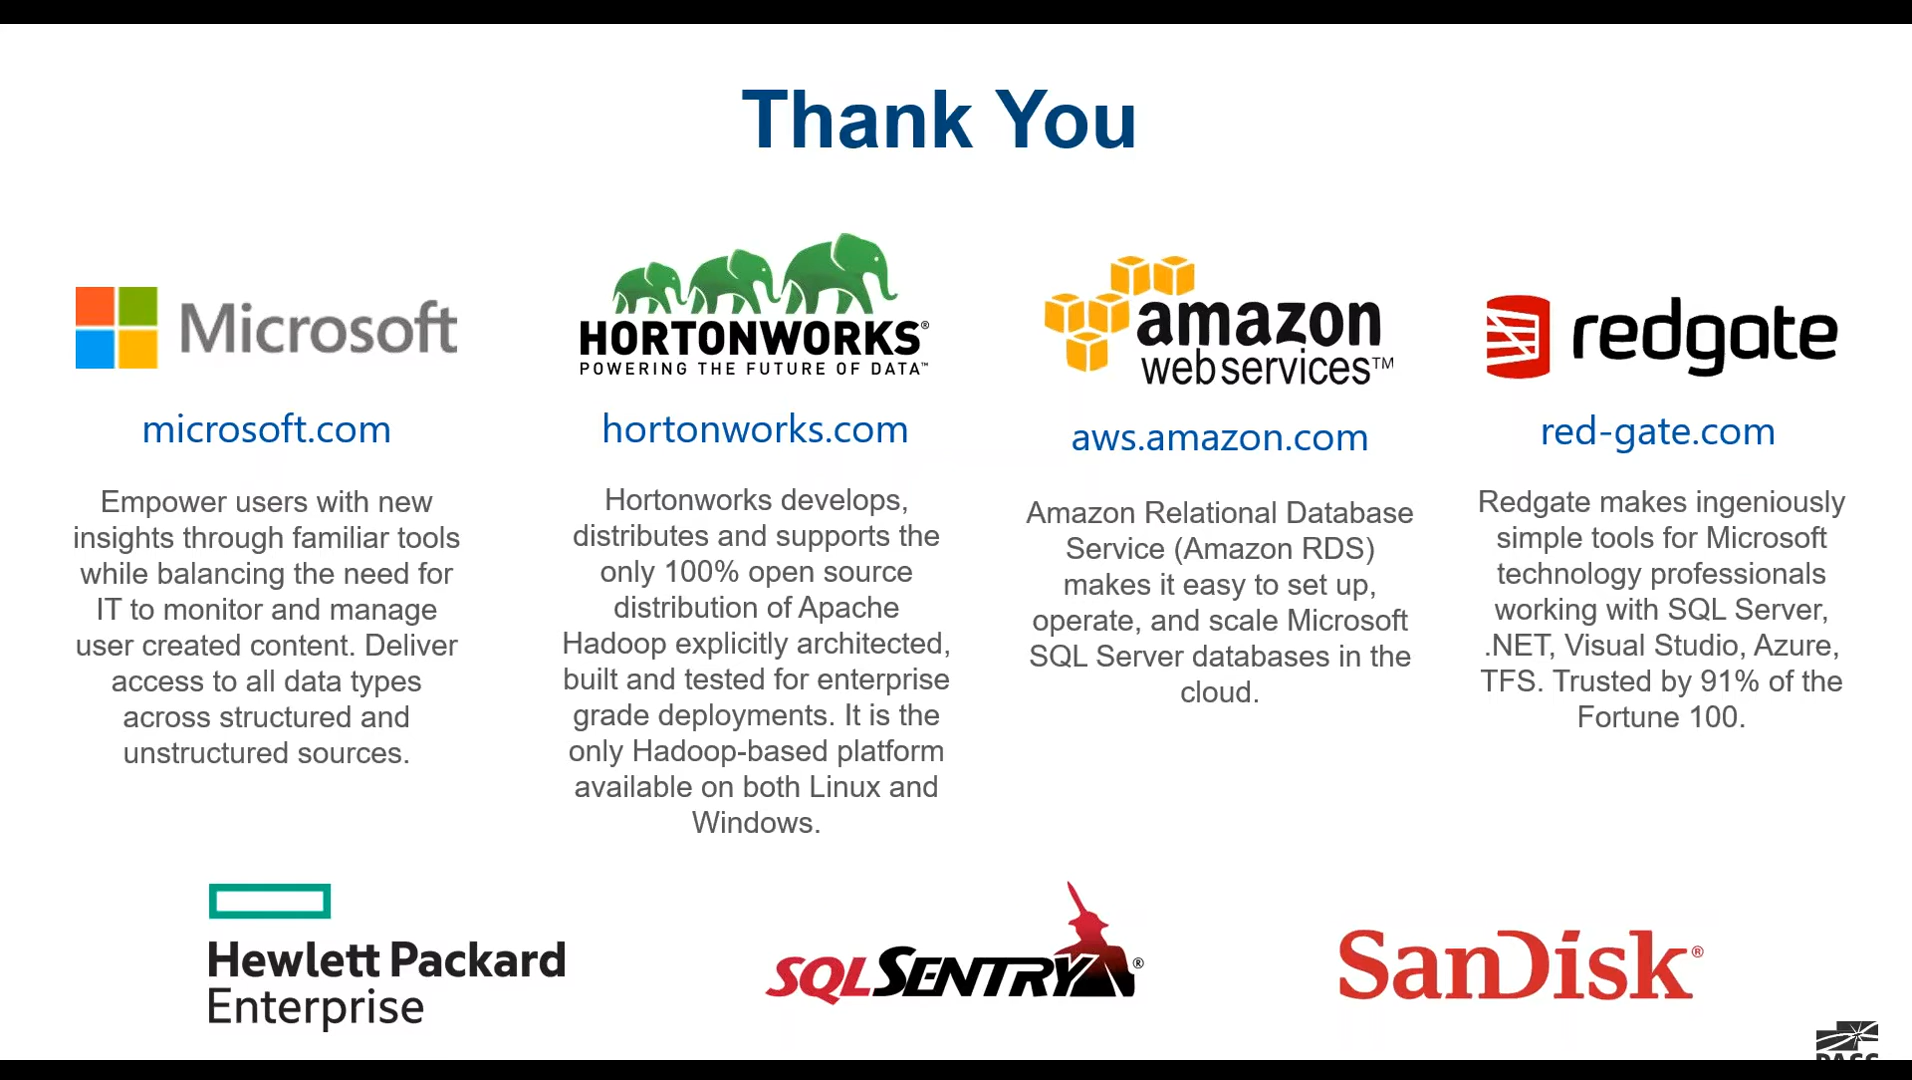 Thank You
Microsoft
microsoft.com
Empower users with new
insights through familiar tools
while balancing the need for
IT to monitor and manage
user created content. Deliver
access to all data types
across structured and
unstructured sources.
HORTONWORKS®
POWERING THE FUTURE OF DATA™
hortonworks.com
Hortonworks develops,
distributes and supports the
only 100% open source
distribution of Apache
Hadoop explicitly architected,
built and tested for enterprise
grade deployments. It is the
only Hadoop-based platform
available on both Linux and
Windows.
amazon
webservices™
aws.amazon.com
Amazon Relational Database
Service (Amazon RDS)
makes it easy to set up,
operate, and scale Microsoft
SQL Server databases in the
cloud.
redgate
red-gate.com
Redgate makes ingeniously
simple tools for Microsoft
technology professionals
working with SQL Server,
.NET, Visual Studio, Azure,
TFS. Trusted by 91% of the
Fortune 100.
Hewlett Packard
Enterprise
SQL SENTRY®
SanDisk®
PASS